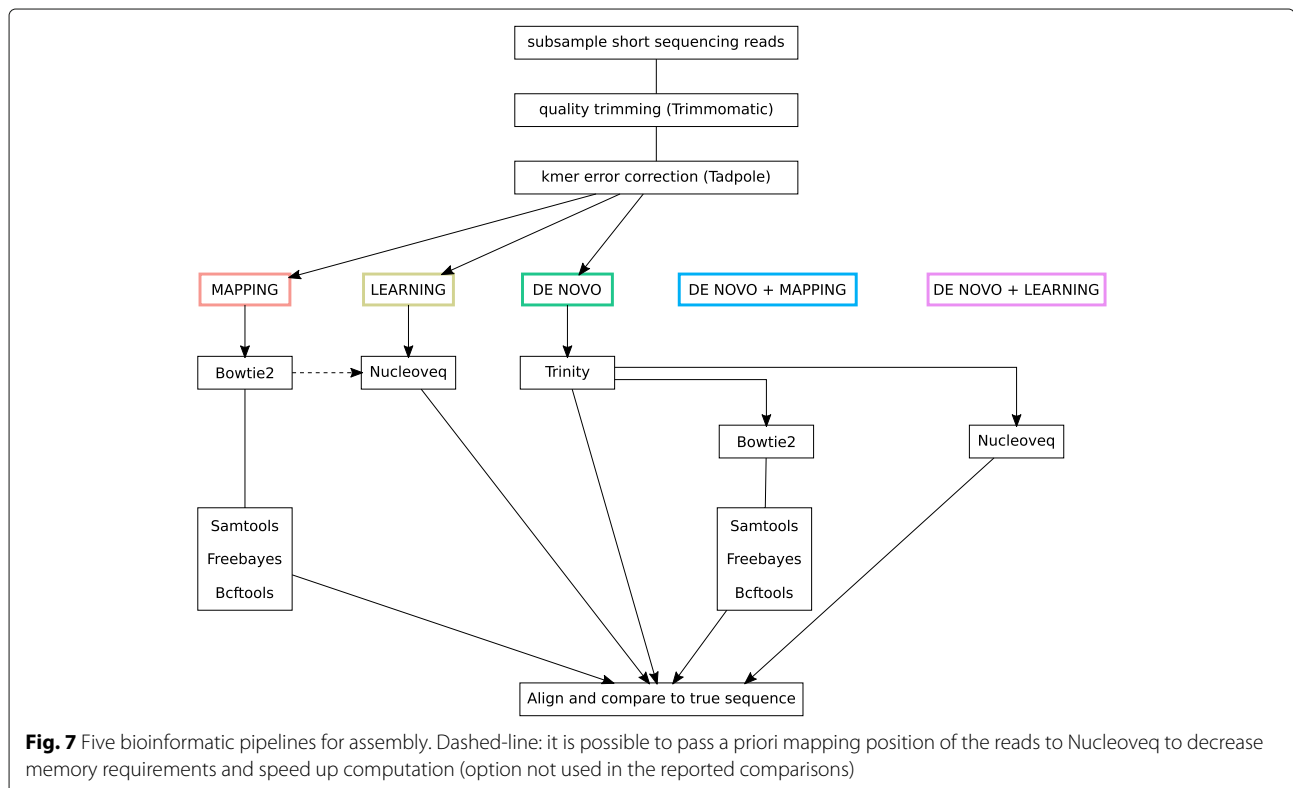 subsample short sequencing reads
quality trimming (Trimmomatic)
kmer error correction (Tadpole)
MAPPING
LEARNING
DE NOVO
DE NOVO + MAPPING
DE NOVO + LEARNING
Bowtie2
Nucleoveq
Trinity
Bowtie2
Nucleoveq
Samtools
Freebayes
Bcftools
Samtools
Freebayes
Bcftools
Align and compare to true sequence
Fig. 7 Five bioinformatic pipelines for assembly. Dashed-line: it is possible to pass a priori mapping position of the reads to Nucleoveq to decrease
memory requirements and speed up computation (option not used in the reported comparisons)